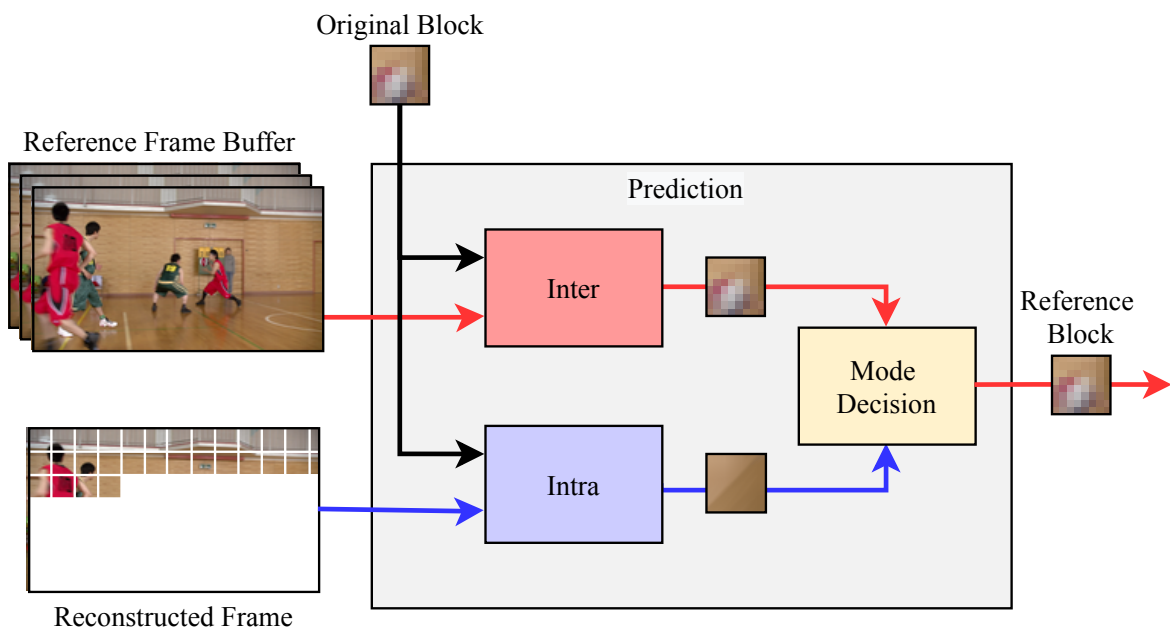 Original Block
Reference Frame Buffer
Prediction
Inter
Reference
Block
Mode
Decision
Intra
Reconstructed Frame